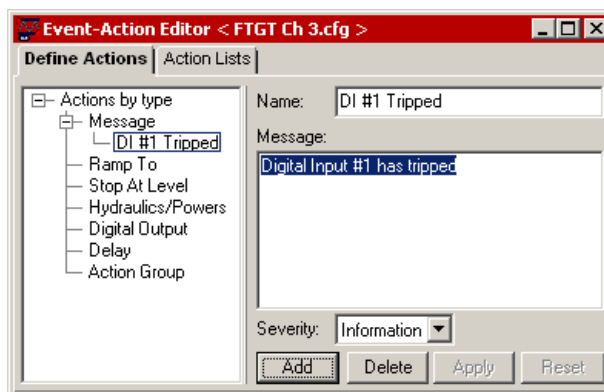 Event-Action Editor < FTGT Ch 3.cfg >
Define Actions Action Lists
Actions by type
Message
DI #1 Tripped
Ramp To
Stop At Level
Hydraulics/Powers
Digital Output
Delay
Action Group
Name: DI #1 Tripped
Message:
Digital Input #1 has tripped
Severity: Information
Add Delete Apply Reset